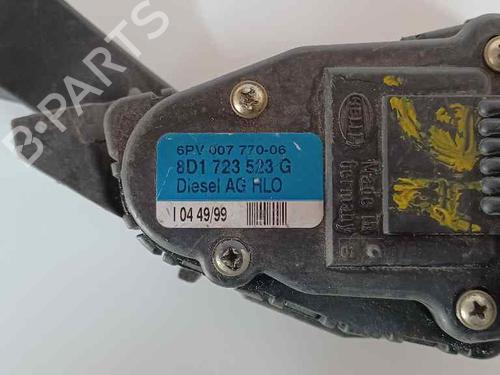 6PV 007 770-06
8D1 723 523 G
Diesel AG HLO
I 04 49/99
HELLA
Made in
Germany
B-PARTS